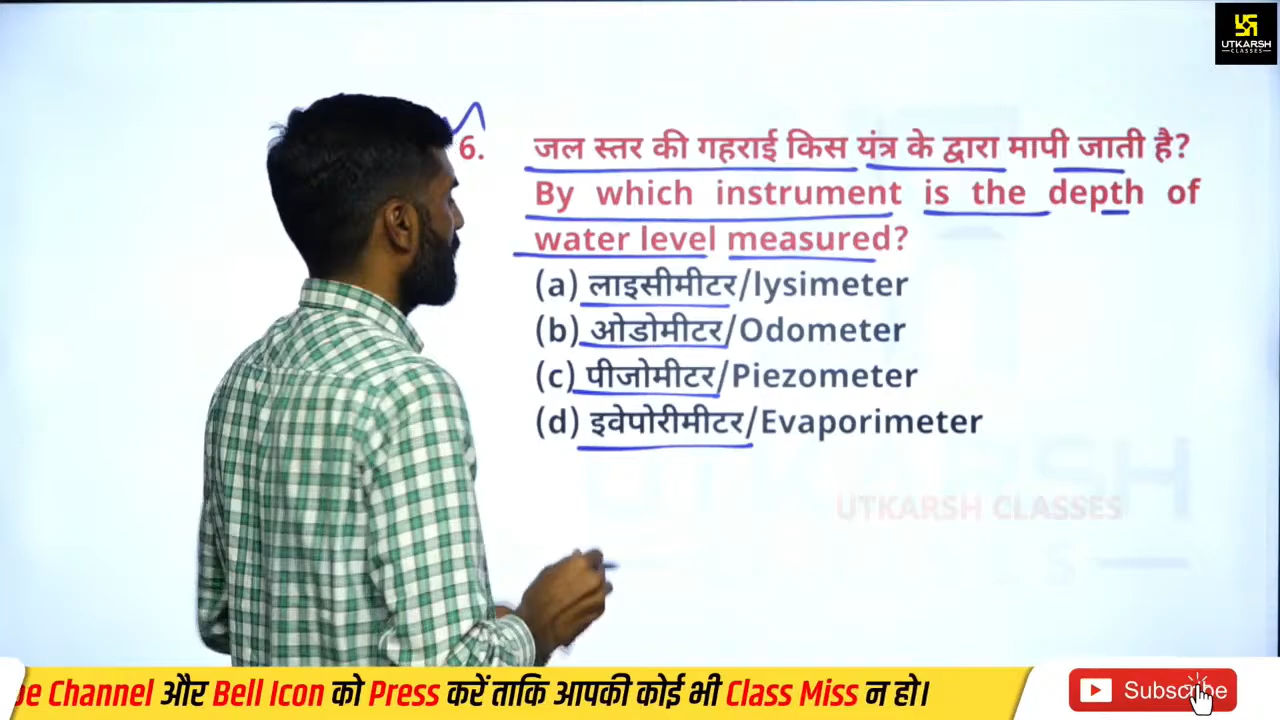 UTKARSH
CLASSES
6. जल स्तर की गहराई किस यंत्र के द्वारा मापी जाती है?
By which instrument is the depth of
water level measured?
(a) लाइसीमीटर/lysimeter
(b) ओडोमीटर/Odometer
(c) पीजोमीटर/Piezometer
(d) इवेपोरीमीटर/Evaporimeter
UTKARSH
UTKARSH CLASSES
Channel और Bell Icon को Press करें ताकि आपकी कोई भी Class Miss न हो।
Subscribe